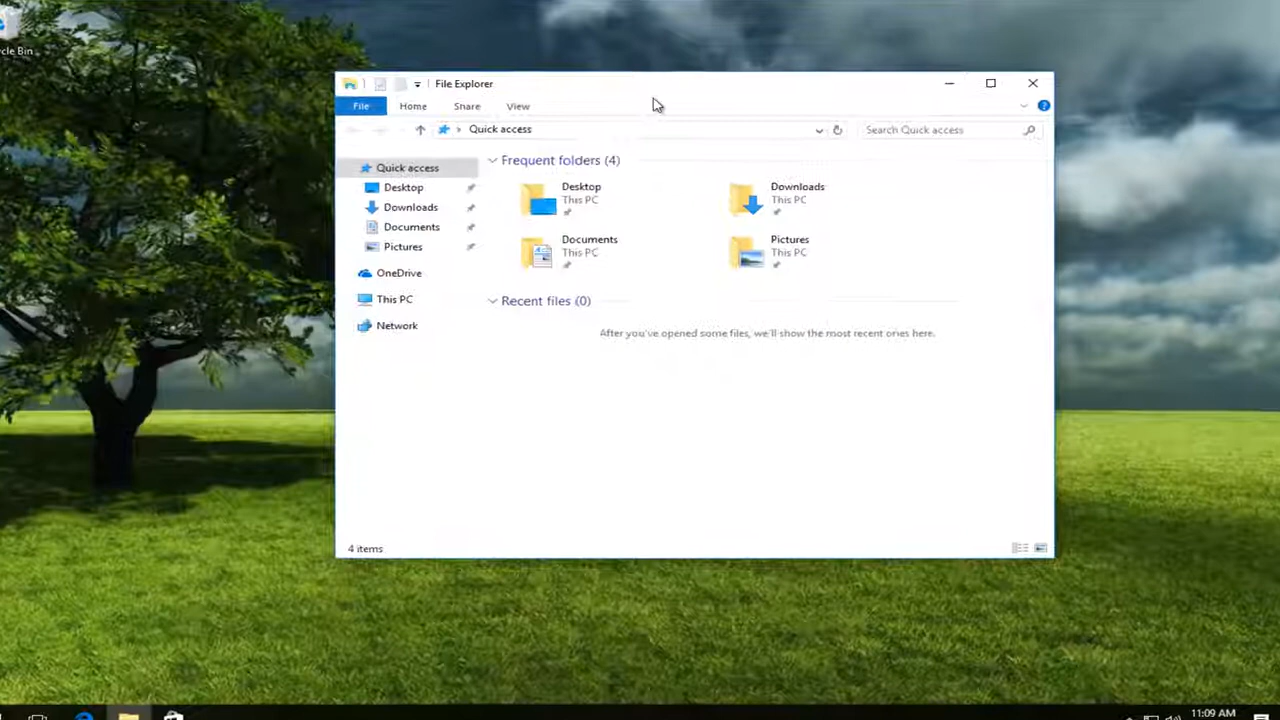 cle Bin
File Explorer
File Home Share View
Quick access
Search Quick access
Quick access
Desktop
Downloads
Documents
Pictures
OneDrive
This PC
Network
Frequent folders (4)
Desktop
This PC
Downloads
This PC
Documents
This PC
Pictures
This PC
Recent files (0)
After you've opened some files, we'll show the most recent ones here.
4 items
11:09 AM